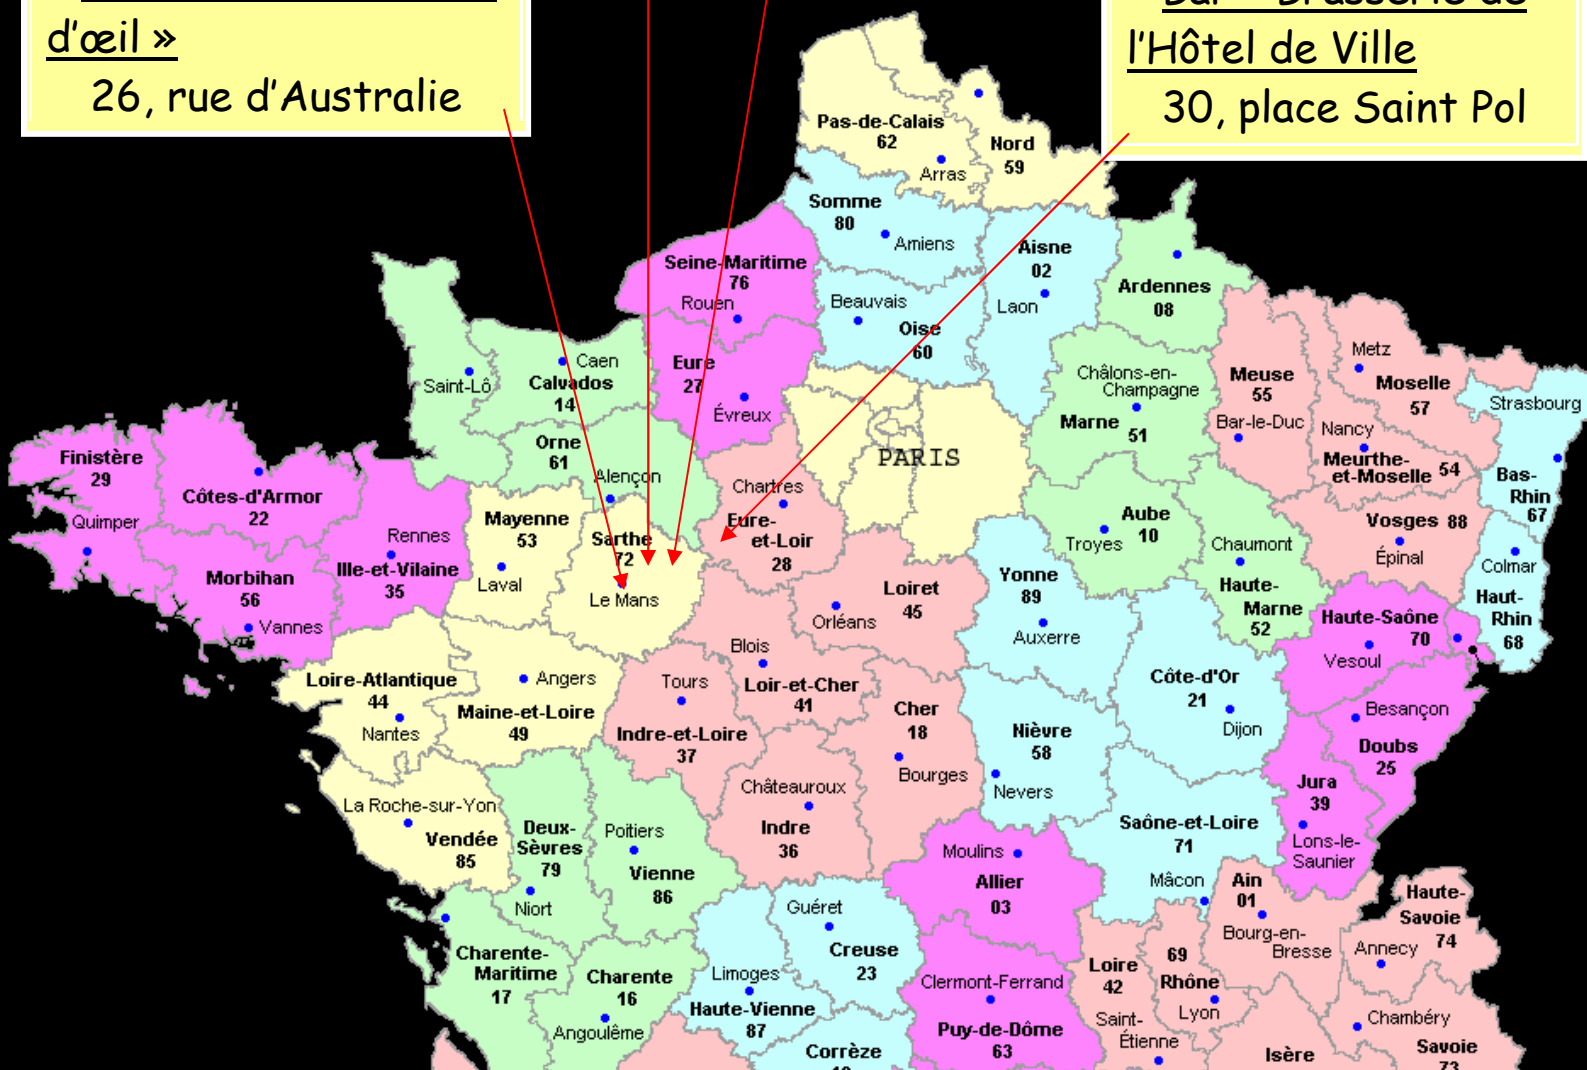 d'œil »
26, rue d'Australie
Bar - Brasserie de
l'Hôtel de Ville
30, place Saint Pol
Pas-de-Calais
62
Arras
Nord
59
Somme
80
Amiens
Aisne
02
Laon
Ardennes
08
Seine-Maritime
76
Rouen
Beauvais
Oise
60
Eure
27
Évreux
Caen
Calvados
14
Saint-Lô
Orne
61
Alençon
Châlons-en-
Champagne
Marne
51
Meuse
55
Bar-le-Duc
Metz
Moselle
57
Nancy
Meurthe-
et-Moselle
54
Strasbourg
Bas-
Rhin
67
PARIS
Finistère
29
Quimper
Côtes-d'Armor
22
Morbihan
56
Vannes
Rennes
Ille-et-Vilaine
35
Mayenne
53
Laval
Sarthe
72
Le Mans
Chartres
Eure-
et-Loir
28
Loiret
45
Orléans
Yonne
89
Auxerre
Aube
10
Troyes
Chaumont
Haute-
Marne
52
Vosges 88
Épinal
Colmar
Haut-
Rhin
68
Haute-Saône
70
Vesoul
Loire-Atlantique
44
Nantes
Angers
Maine-et-Loire
49
Tours
Indre-et-Loire
37
Blois
Loir-et-Cher
41
Cher
18
Bourges
Nièvre
58
Nevers
Côte-d'Or
21
Dijon
Besançon
Doubs
25
Jura
39
Lons-le-
Saunier
La Roche-sur-Yon
Vendée
85
Deux-
Sèvres
79
Niort
Poitiers
Vienne
86
Châteauroux
Indre
36
Moulins
Allier
03
Saône-et-Loire
71
Mâcon
Ain
01
Bourg-en-
Bresse
Haute-
Savoie
74
Annecy
Charente-
Maritime
17
Charente
16
Angoulême
Limoges
Haute-Vienne
87
Guéret
Creuse
23
Clermont-Ferrand
Puy-de-Dôme
63
Loire
42
Saint-
Étienne
69
Rhône
Lyon
Chambéry
Savoie
73
Isère
Corrèze